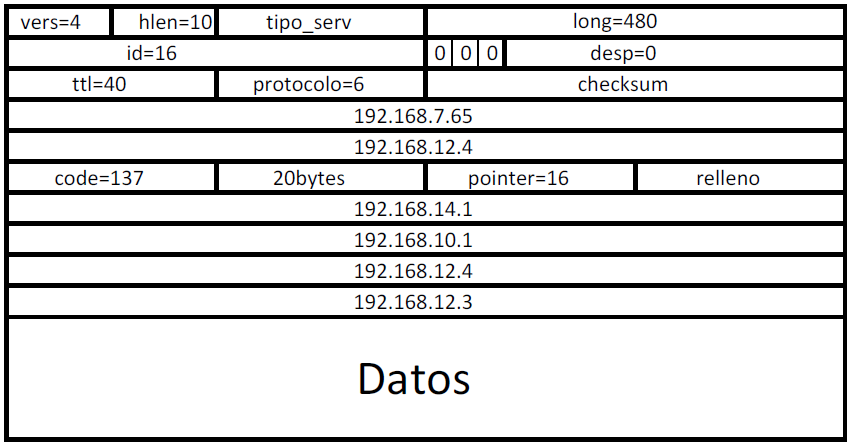 vers=4 hlen=10 tipo_serv long=480
id=16 0 0 0 desp=0
ttl=40 protocolo=6 checksum
192.168.7.65
192.168.12.4
code=137 20bytes pointer=16 relleno
192.168.14.1
192.168.10.1
192.168.12.4
192.168.12.3
Datos